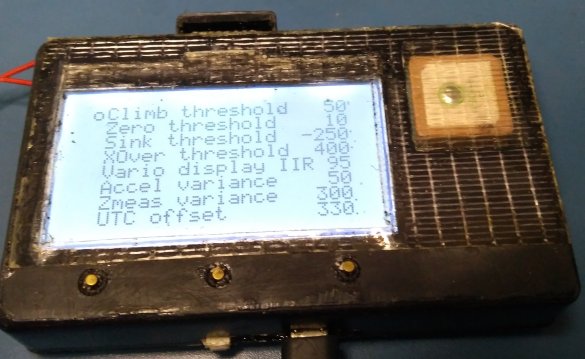 oClimb threshold 50
Zero threshold 10
Sink threshold -250
XOver threshold 400
Vario display IIR 95
Accel variance 50
Zmeas variance 300
UTC offset 330